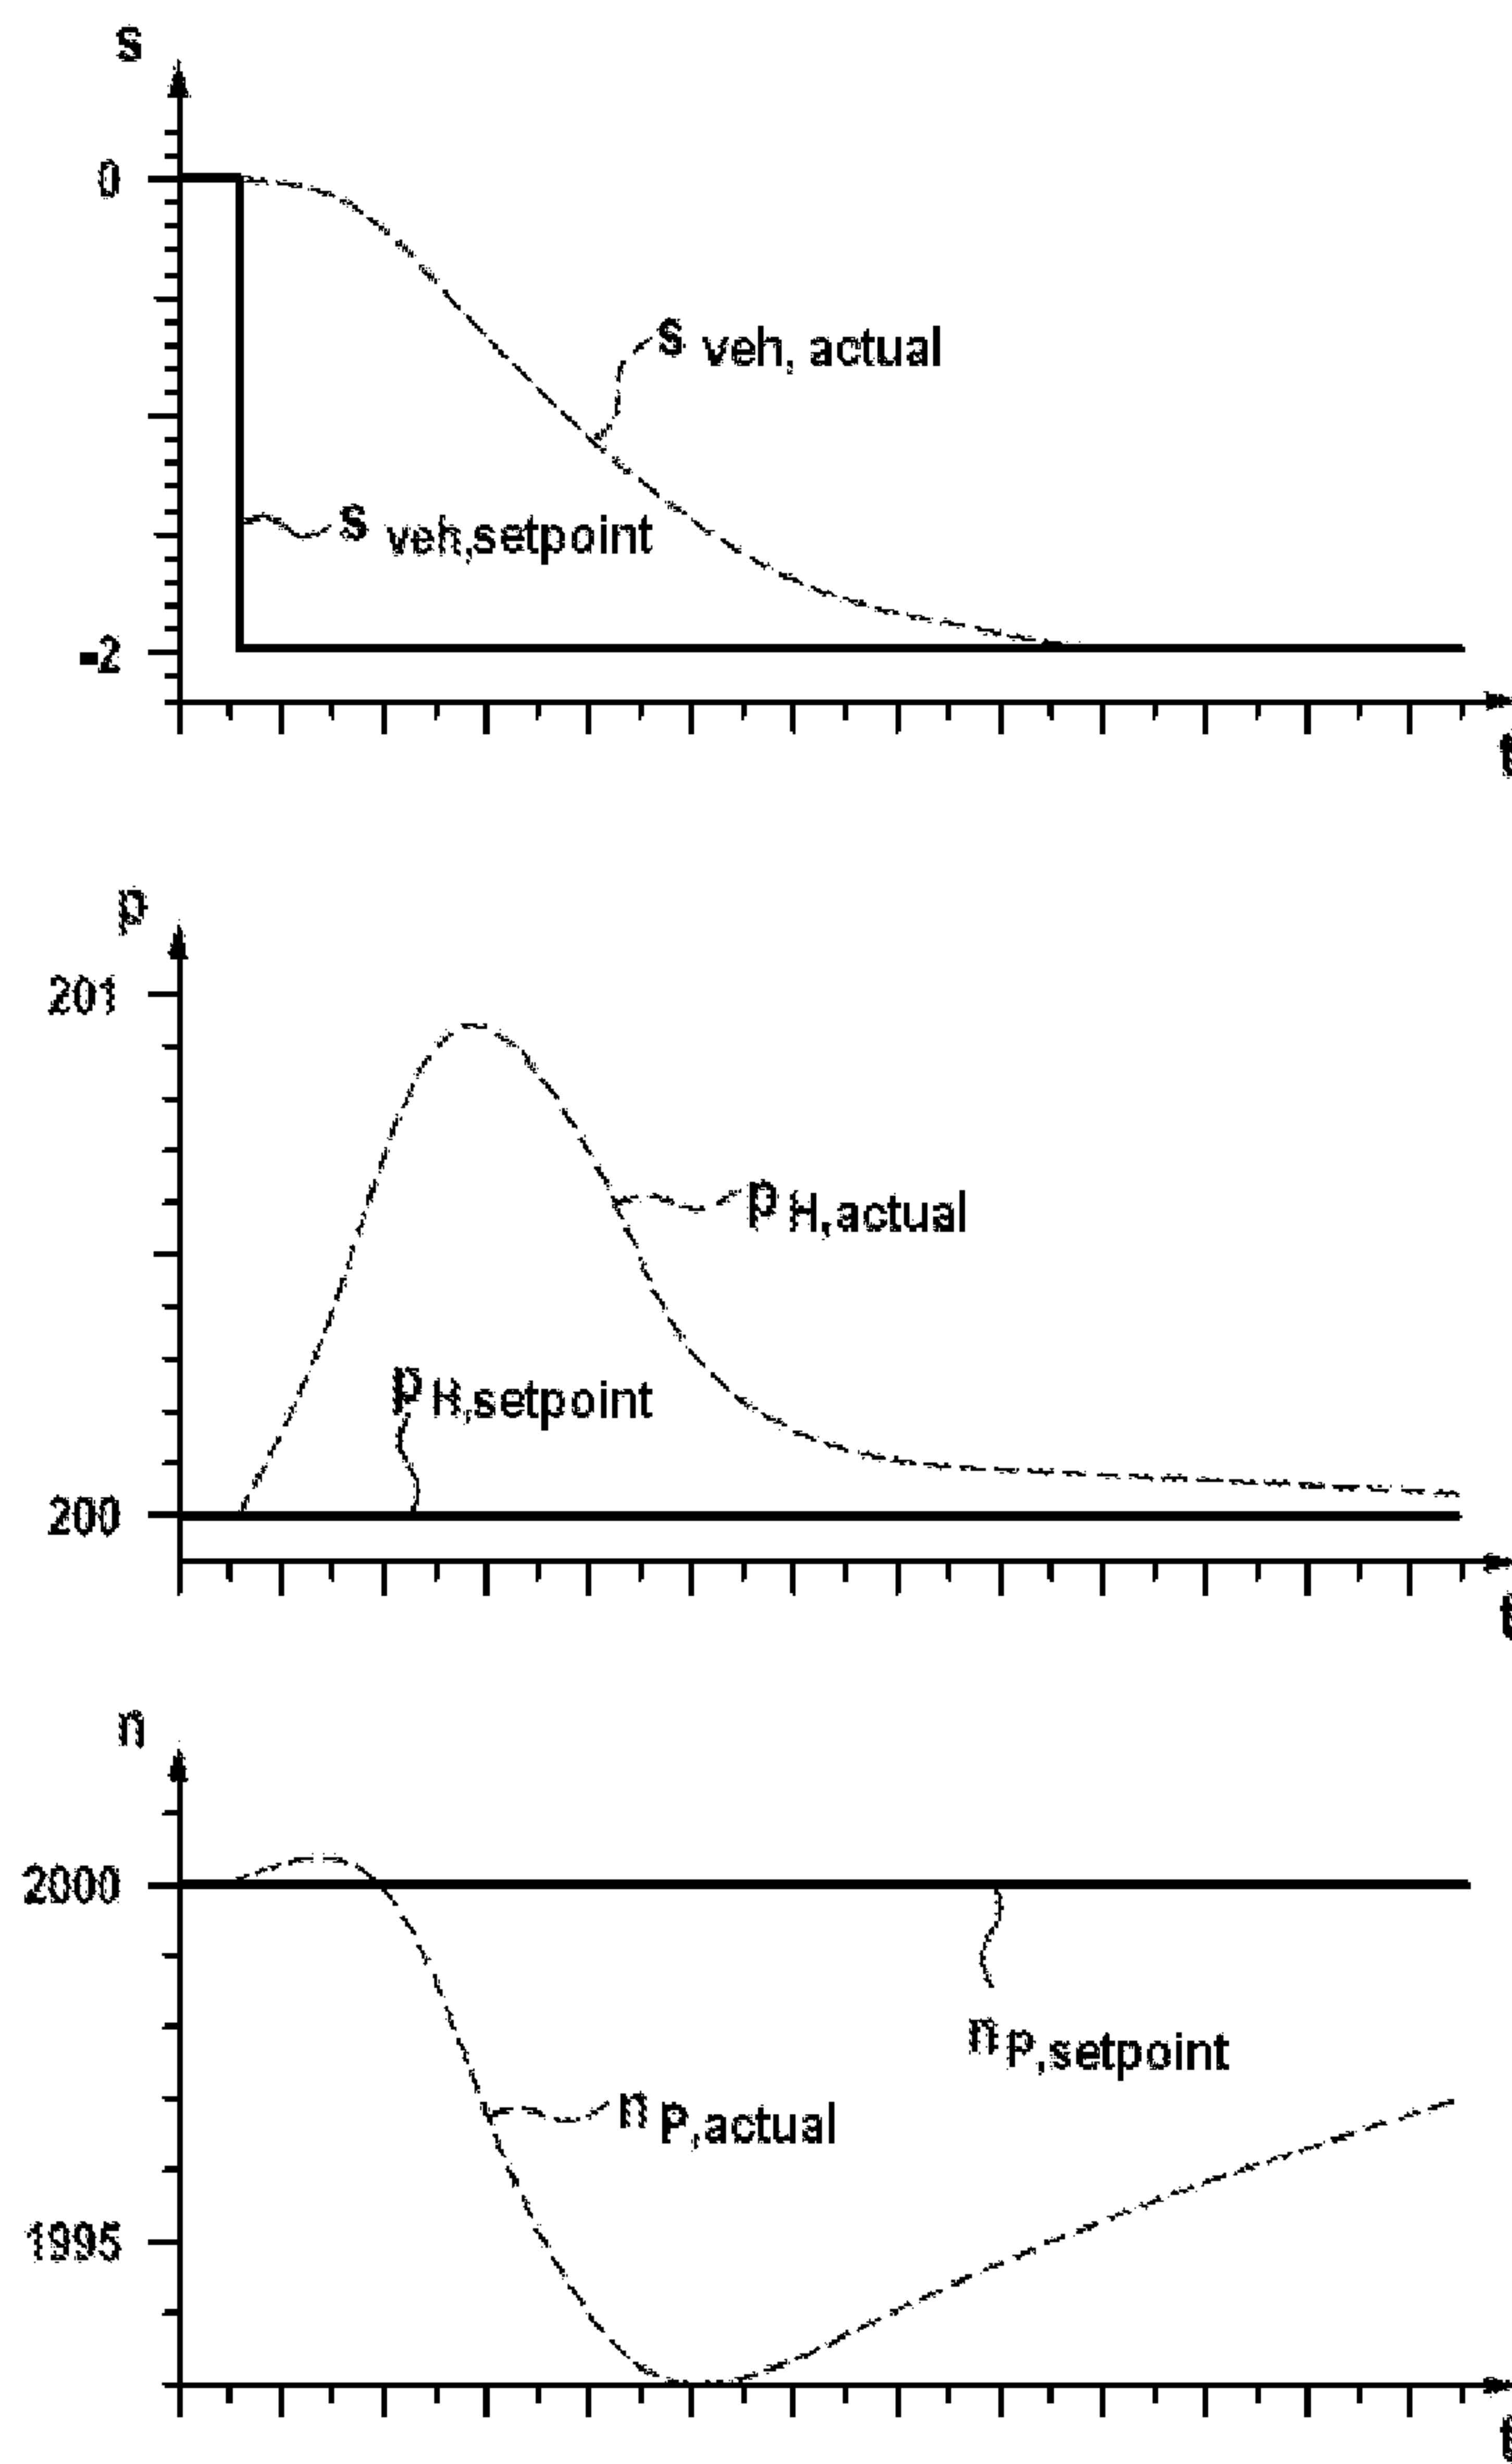 s
0
s veh, actual
s veh,setpoint
-2
t
p
201
p H,actual
p H,setpoint
200
t
n
2000
n P,setpoint
n P,actual
1995
t